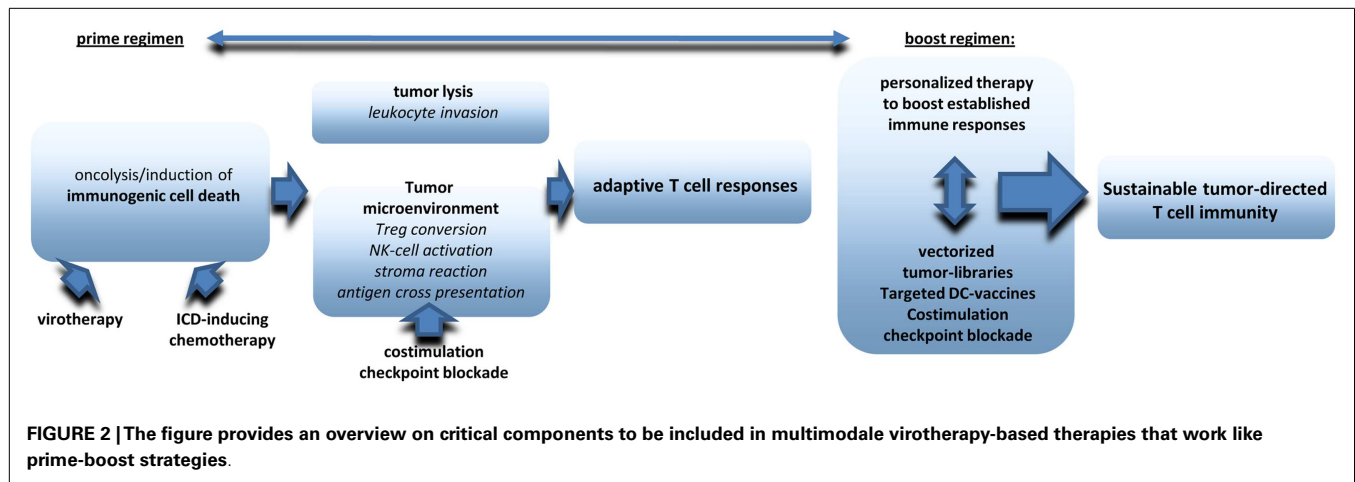 prime regimen
boost regimen:
oncolysis/induction of
immunogenic cell death
virotherapy
ICD-inducing
chemotherapy
tumor lysis
leukocyte invasion
Tumor
microenvironment
Treg conversion
NK-cell activation
stroma reaction
antigen cross presentation
costimulation
checkpoint blockade
adaptive T cell responses
personalized therapy
to boost established
immune responses
vectorized
tumor-libraries
Targeted DC-vaccines
Costimulation
checkpoint blockade
Sustainable tumor-directed
T cell immunity
FIGURE 2 | The figure provides an overview on critical components to be included in multimodale virotherapy-based therapies that work like
prime-boost strategies.